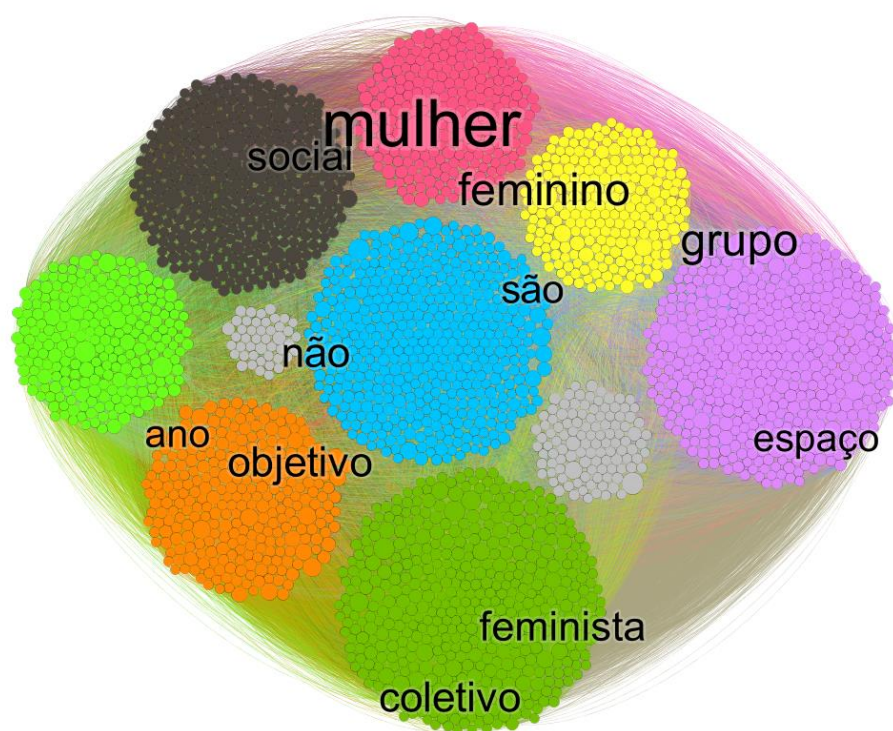 mulher
social
feminino
grupo
são
não
ano
objetivo
espaço
feminista
coletivo